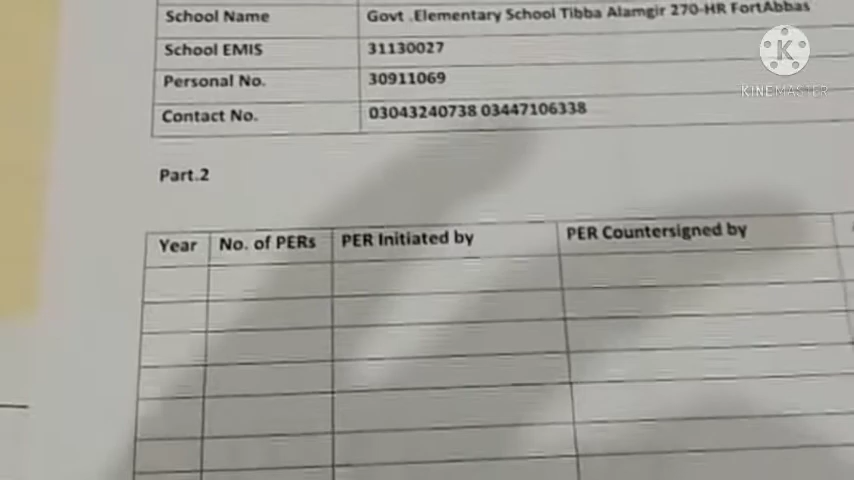 School Name Govt .Elementary School Tibba Alamgir 270-HR FortAbbas
School EMIS 31130027
Personal No. 30911069
Contact No. 03043240738 03447106338
Part.2
Year No. of PERs PER Initiated by PER Countersigned by
K
KINEMASTER